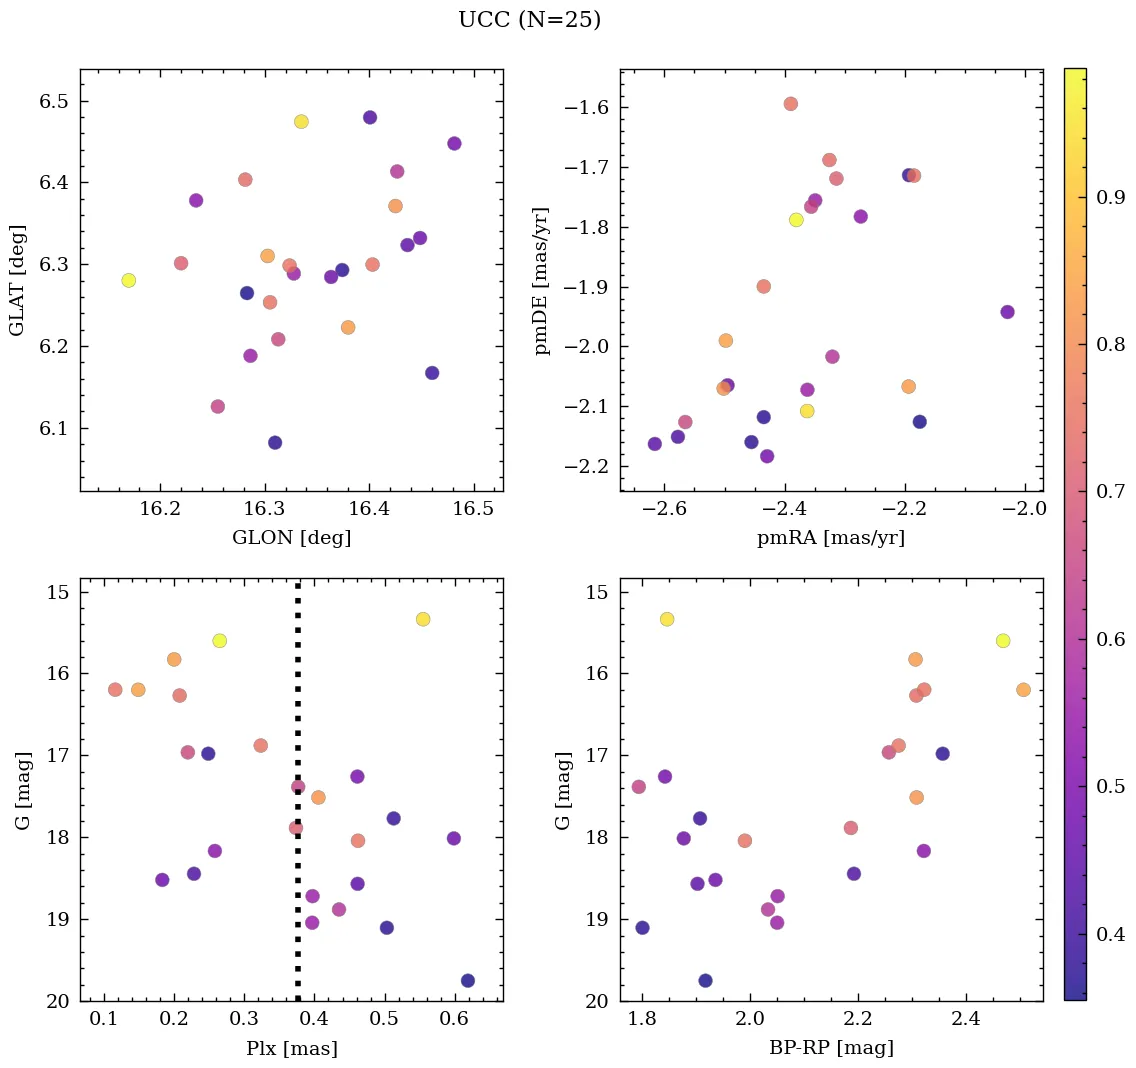 UCC (N=25)
6.5
6.4
6.3
6.2
6.1
GLAT [deg]
16.2 16.3 16.4 16.5
GLON [deg]
−1.6
−1.7
−1.8
−1.9
−2.0
−2.1
−2.2
pmDE [mas/yr]
−2.6 −2.4 −2.2 −2.0
pmRA [mas/yr]
0.9
0.8
0.7
0.6
0.5
0.4
15
16
17
18
19
20
G [mag]
0.1 0.2 0.3 0.4 0.5 0.6
Plx [mas]
15
16
17
18
19
20
G [mag]
1.8 2.0 2.2 2.4
BP-RP [mag]